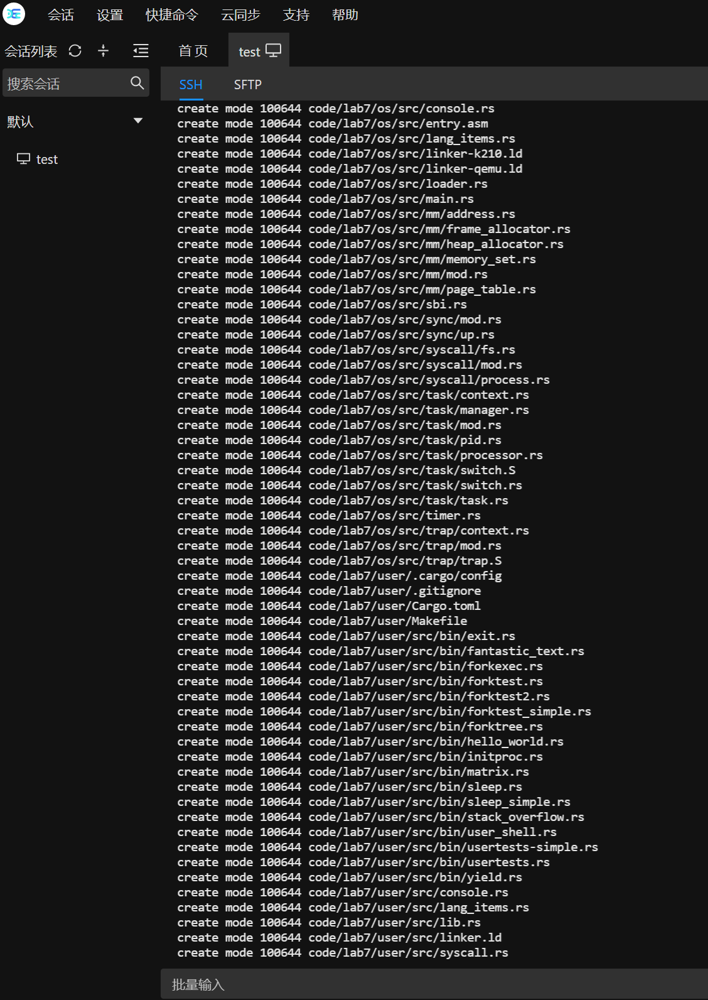 会话 设置 快捷命令 云同步 支持 帮助
会话列表
首页 test
搜索会话
SSH SFTP
默认
test
create mode 100644 code/lab7/os/src/console.rs
create mode 100644 code/lab7/os/src/entry.asm
create mode 100644 code/lab7/os/src/lang_items.rs
create mode 100644 code/lab7/os/src/linker-k210.ld
create mode 100644 code/lab7/os/src/linker-qemu.ld
create mode 100644 code/lab7/os/src/loader.rs
create mode 100644 code/lab7/os/src/main.rs
create mode 100644 code/lab7/os/src/mm/address.rs
create mode 100644 code/lab7/os/src/mm/frame_allocator.rs
create mode 100644 code/lab7/os/src/mm/heap_allocator.rs
create mode 100644 code/lab7/os/src/mm/memory_set.rs
create mode 100644 code/lab7/os/src/mm/mod.rs
create mode 100644 code/lab7/os/src/mm/page_table.rs
create mode 100644 code/lab7/os/src/sbi.rs
create mode 100644 code/lab7/os/src/sync/mod.rs
create mode 100644 code/lab7/os/src/sync/up.rs
create mode 100644 code/lab7/os/src/syscall/fs.rs
create mode 100644 code/lab7/os/src/syscall/mod.rs
create mode 100644 code/lab7/os/src/syscall/process.rs
create mode 100644 code/lab7/os/src/task/context.rs
create mode 100644 code/lab7/os/src/task/manager.rs
create mode 100644 code/lab7/os/src/task/mod.rs
create mode 100644 code/lab7/os/src/task/pid.rs
create mode 100644 code/lab7/os/src/task/processor.rs
create mode 100644 code/lab7/os/src/task/switch.S
create mode 100644 code/lab7/os/src/task/switch.rs
create mode 100644 code/lab7/os/src/task/task.rs
create mode 100644 code/lab7/os/src/timer.rs
create mode 100644 code/lab7/os/src/trap/context.rs
create mode 100644 code/lab7/os/src/trap/mod.rs
create mode 100644 code/lab7/os/src/trap/trap.S
create mode 100644 code/lab7/user/.cargo/config
create mode 100644 code/lab7/user/.gitignore
create mode 100644 code/lab7/user/Cargo.toml
create mode 100644 code/lab7/user/Makefile
create mode 100644 code/lab7/user/src/bin/exit.rs
create mode 100644 code/lab7/user/src/bin/fantastic_text.rs
create mode 100644 code/lab7/user/src/bin/forkexec.rs
create mode 100644 code/lab7/user/src/bin/forktest.rs
create mode 100644 code/lab7/user/src/bin/forktest2.rs
create mode 100644 code/lab7/user/src/bin/forktest_simple.rs
create mode 100644 code/lab7/user/src/bin/forktree.rs
create mode 100644 code/lab7/user/src/bin/hello_world.rs
create mode 100644 code/lab7/user/src/bin/initproc.rs
create mode 100644 code/lab7/user/src/bin/matrix.rs
create mode 100644 code/lab7/user/src/bin/sleep.rs
create mode 100644 code/lab7/user/src/bin/sleep_simple.rs
create mode 100644 code/lab7/user/src/bin/stack_overflow.rs
create mode 100644 code/lab7/user/src/bin/user_shell.rs
create mode 100644 code/lab7/user/src/bin/usertests-simple.rs
create mode 100644 code/lab7/user/src/bin/usertests.rs
create mode 100644 code/lab7/user/src/bin/yield.rs
create mode 100644 code/lab7/user/src/console.rs
create mode 100644 code/lab7/user/src/lang_items.rs
create mode 100644 code/lab7/user/src/lib.rs
create mode 100644 code/lab7/user/src/linker.ld
create mode 100644 code/lab7/user/src/syscall.rs
批量输入